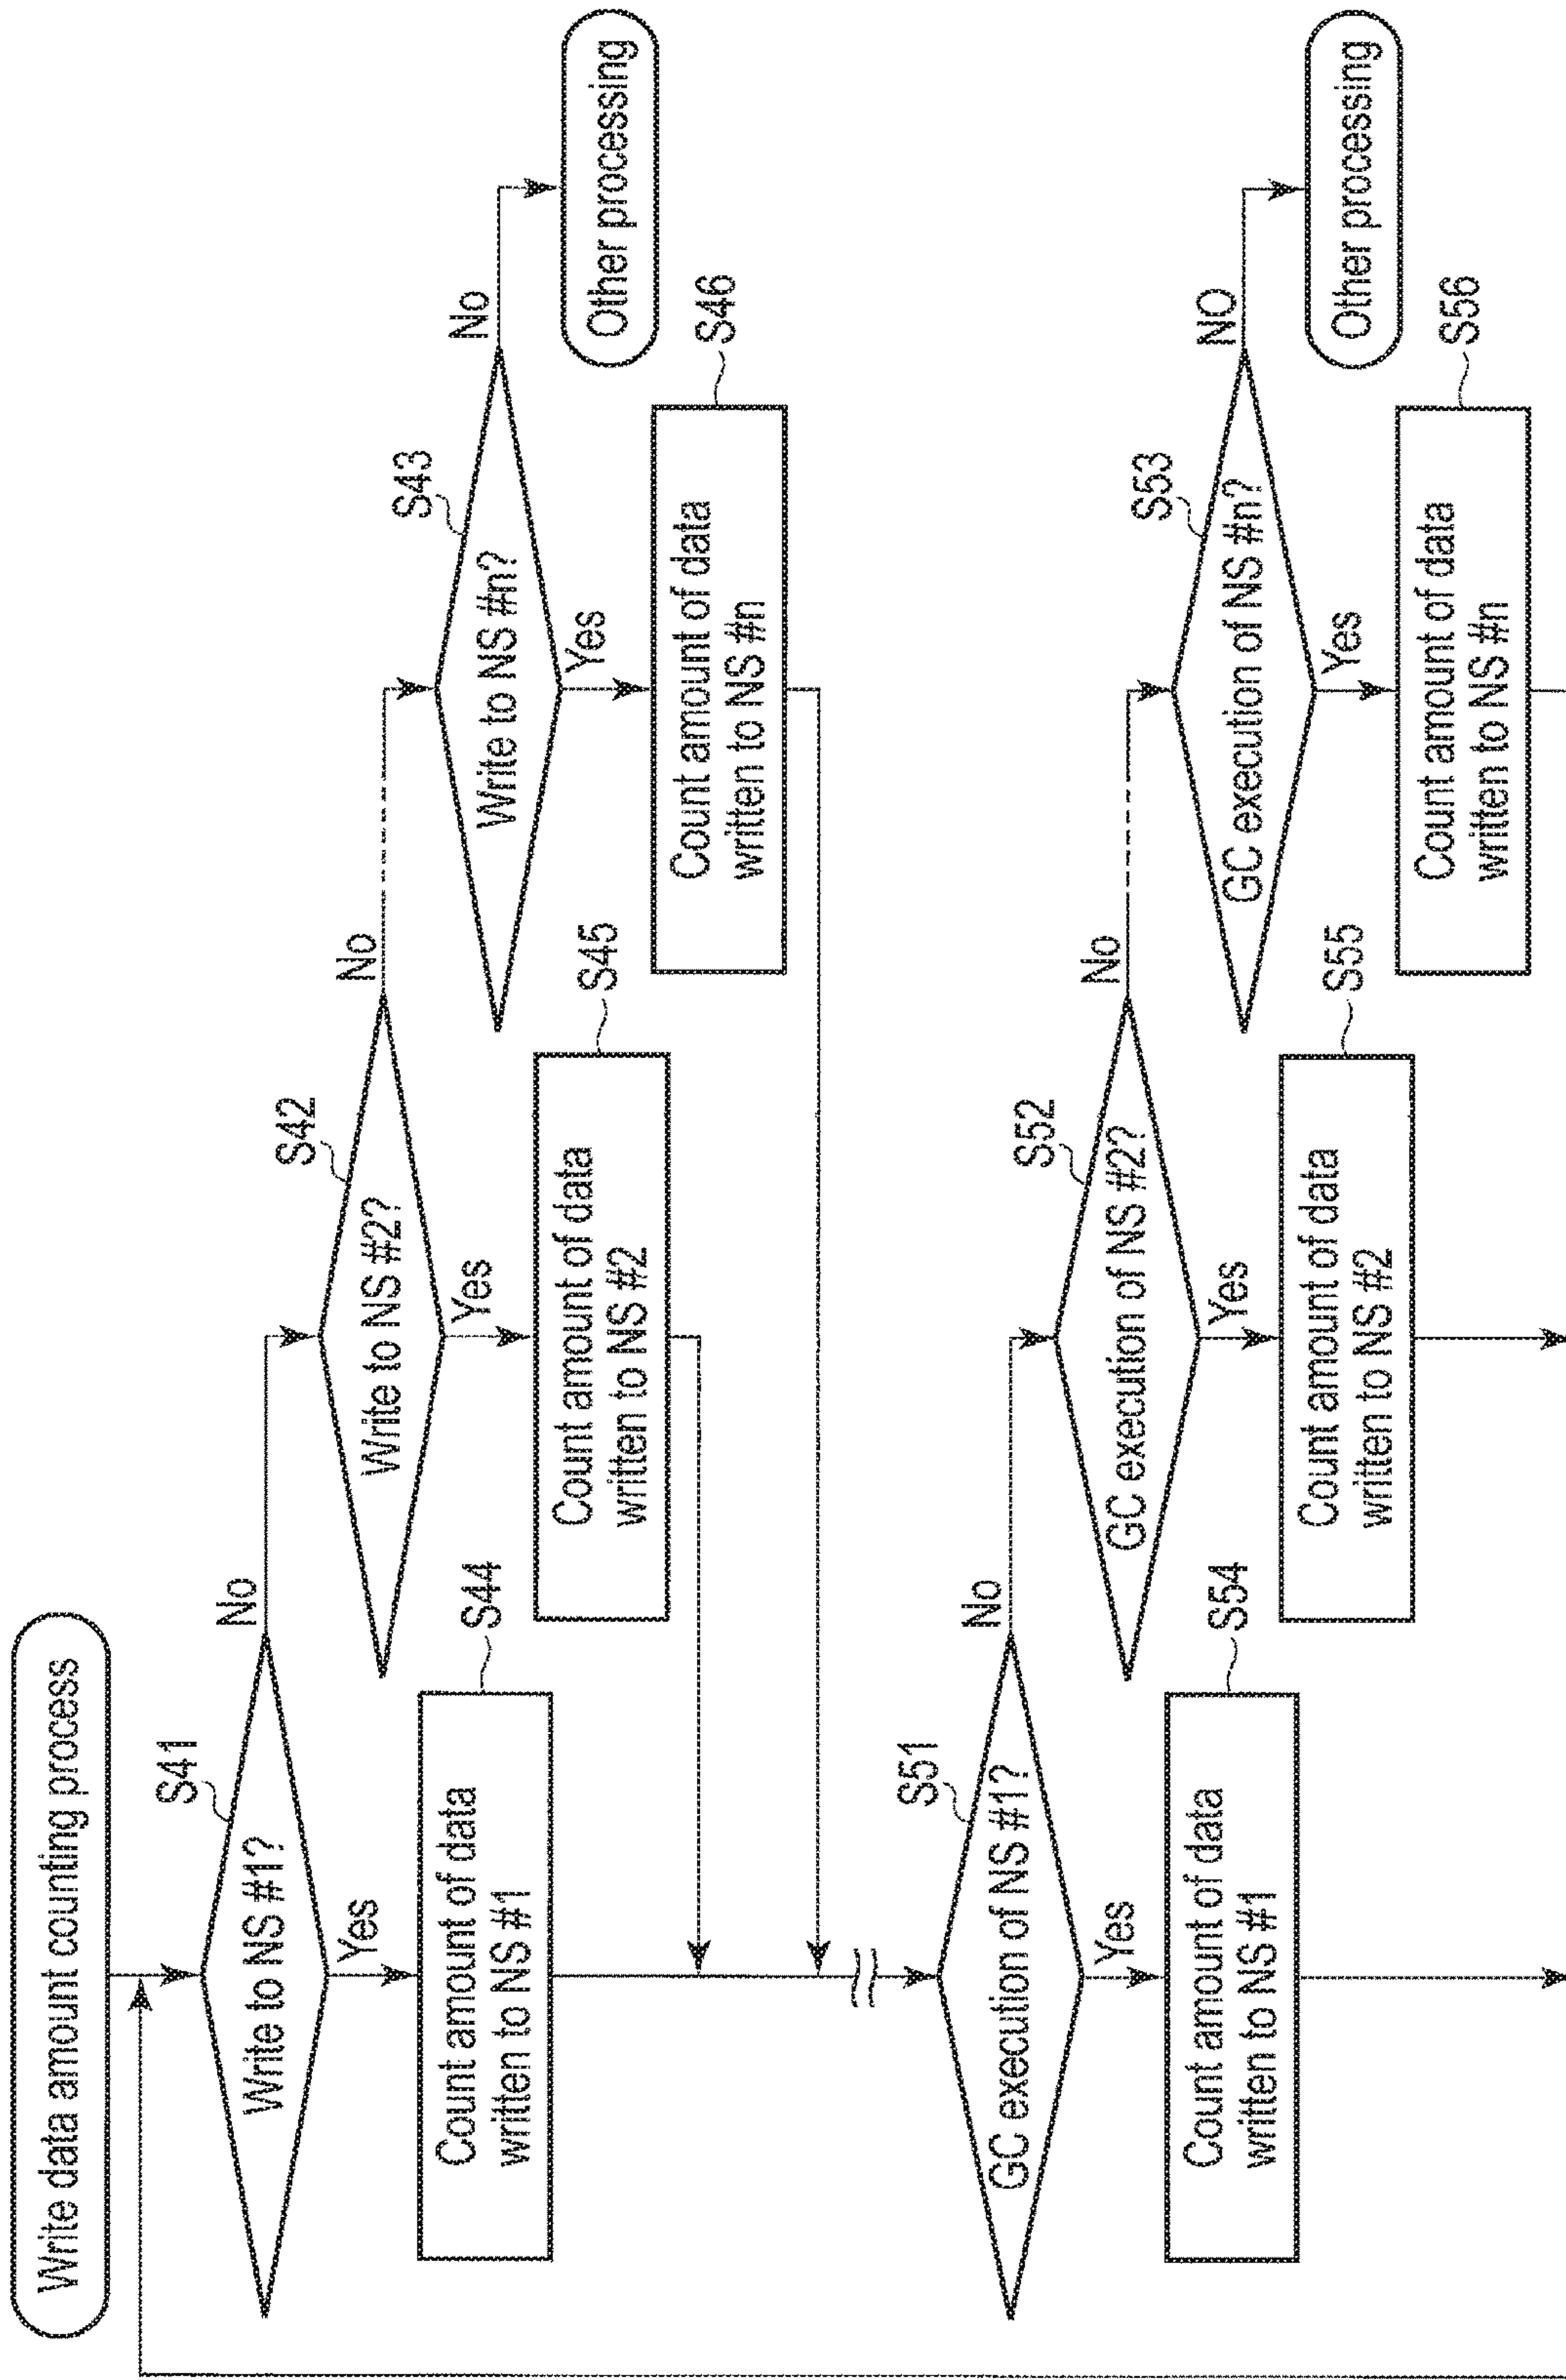 Write data amount counting process
S41
Write to NS #1?
No
Yes
S42
Write to NS #2?
No
Yes
S43
Write to NS #n?
No
Yes
Other processing
S44
Count amount of data
written to NS #1
S45
Count amount of data
written to NS #2
S46
Count amount of data
written to NS #n
S51
GC execution of NS #1?
No
Yes
S52
GC execution of NS #2?
No
Yes
S53
GC execution of NS #n?
NO
Yes
Other processing
S54
Count amount of data
written to NS #1
S55
Count amount of data
written to NS #2
S56
Count amount of data
written to NS #n